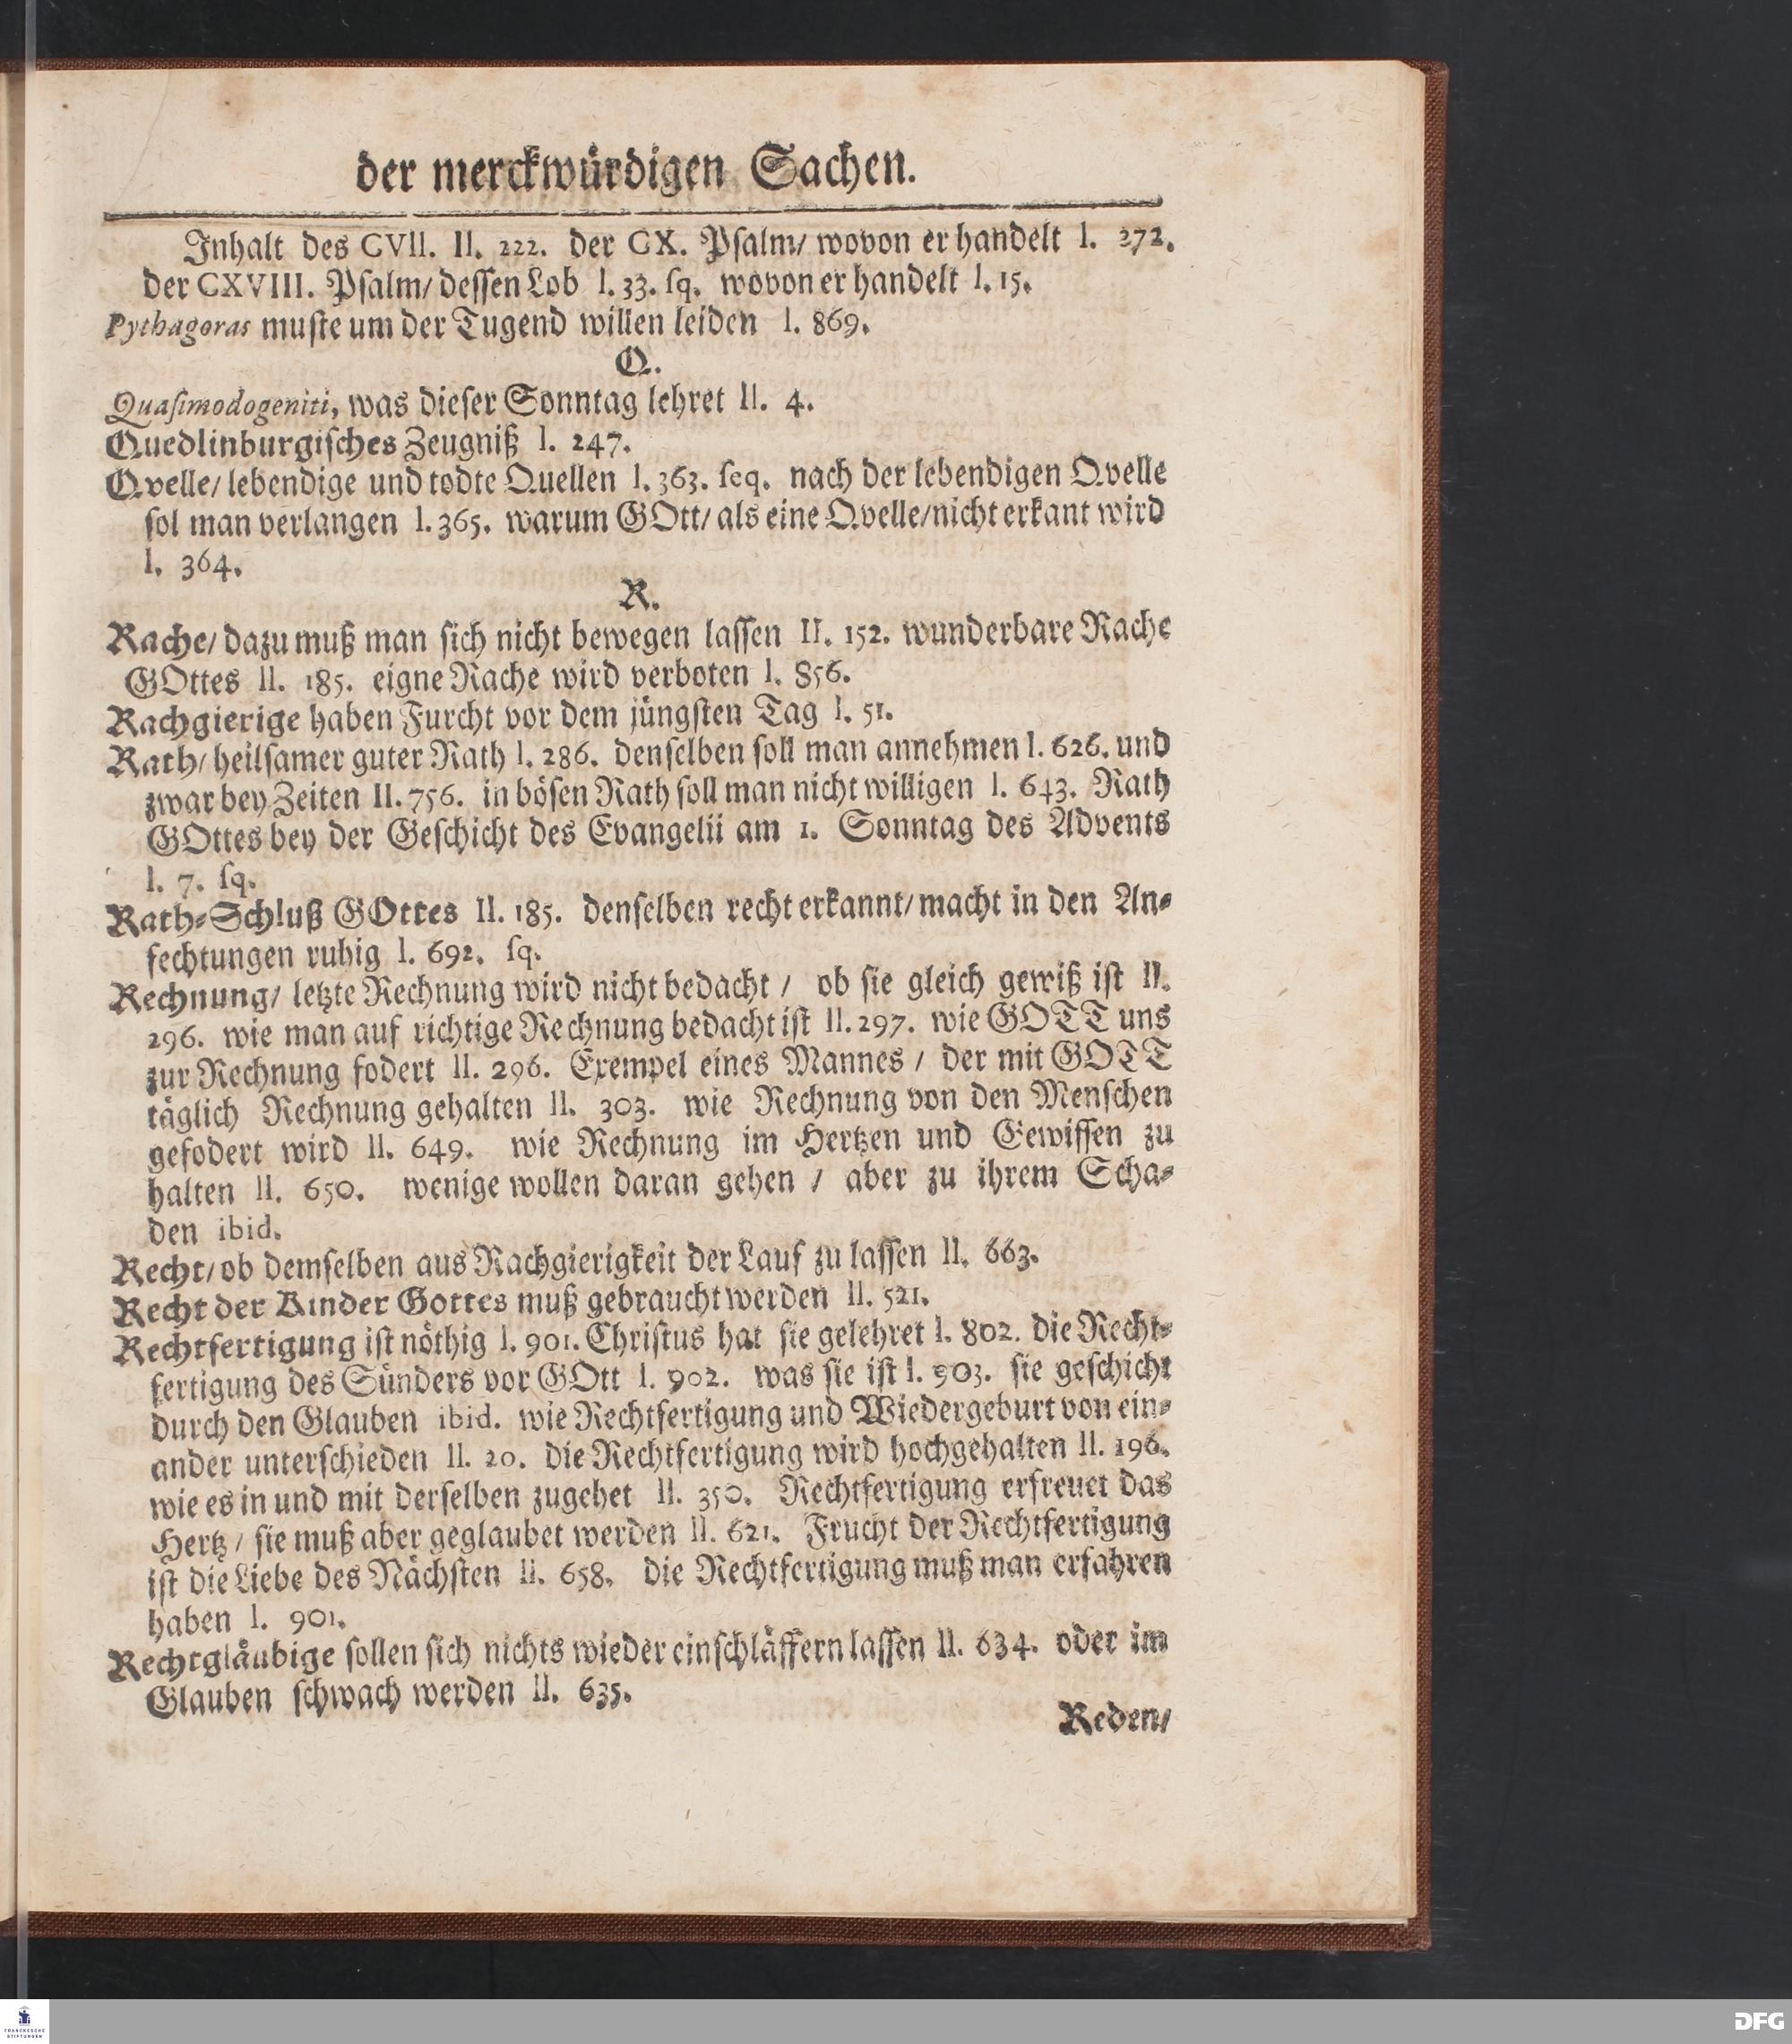 der merckwürdigen Sachen.
Inhalt des CVII. II. 222. der CX. Psalm/ wovon er handelt I. 272.
der CXVIII. Psalm/ dessen Lob I. 33. sq. wovon er handelt I. 15.
Pythagoras muste um der Tugend willen leiden I. 869.
Q.
Quasimodogeniti, was dieser Sonntag lehret II. 4.
Quedlinburgisches Zeugniß I. 247.
Qvelle/ lebendige und todte Quellen I. 363. seq. nach der lebendigen Qvelle
sol man verlangen I. 365. warum GOtt/ als eine Qvelle/ nicht erkant wird
I. 364.
R.
Rache/ dazu muß man sich nicht bewegen lassen II. 152. wunderbare Rache
GOttes II. 185. eigne Rache wird verboten I. 856.
Rachgierige haben Furcht vor dem jüngsten Tag I. 51.
Rath/ heilsamer guter Rath I. 286. denselben soll man annehmen I. 626. und
zwar bey Zeiten II. 756. in bösen Rath soll man nicht willigen I. 643. Rath
GOttes bey der Geschicht des Evangelii am 1. Sonntag des Advents
I. 7. sq.
Rath-Schluß GOttes II. 185. denselben recht erkannt/ macht in den An-
fechtungen ruhig I. 692. sq.
Rechnung/ letzte Rechnung wird nicht bedacht / ob sie gleich gewiß ist II.
296. wie man auf richtige Rechnung bedacht ist II. 297. wie GOTT uns
zur Rechnung fodert II. 296. Exempel eines Mannes / der mit GOTT
täglich Rechnung gehalten II. 303. wie Rechnung von den Menschen
gefodert wird II. 649. wie Rechnung im Hertzen und Gewissen zu
halten II. 650. wenige wollen daran gehen / aber zu ihrem Scha-
den ibid.
Recht/ ob demselben aus Rachgierigkeit der Lauf zu lassen II. 663.
Recht der Kinder Gottes muß gebraucht werden II. 521.
Rechtfertigung ist nöthig I. 901. Christus hat sie gelehret I. 802. die Recht-
fertigung des Sünders vor GOtt I. 902. was sie ist I. 903. sie geschicht
durch den Glauben ibid. wie Rechtfertigung und Wiedergeburt von ein-
ander unterschieden II. 20. die Rechtfertigung wird hochgehalten II. 196.
wie es in und mit derselben zugehet II. 350. Rechtfertigung erfreuet das
Hertz / sie muß aber geglaubet werden II. 621. Frucht der Rechtfertigung
ist die Liebe des Nächsten II. 658. die Rechtfertigung muß man erfahren
haben I. 901.
Rechtgläubige sollen sich nichts wieder einschläffern lassen II. 634. oder im
Glauben schwach werden II. 635.
Reden/
FRANCKESCHE
STIFTUNGEN
DFG